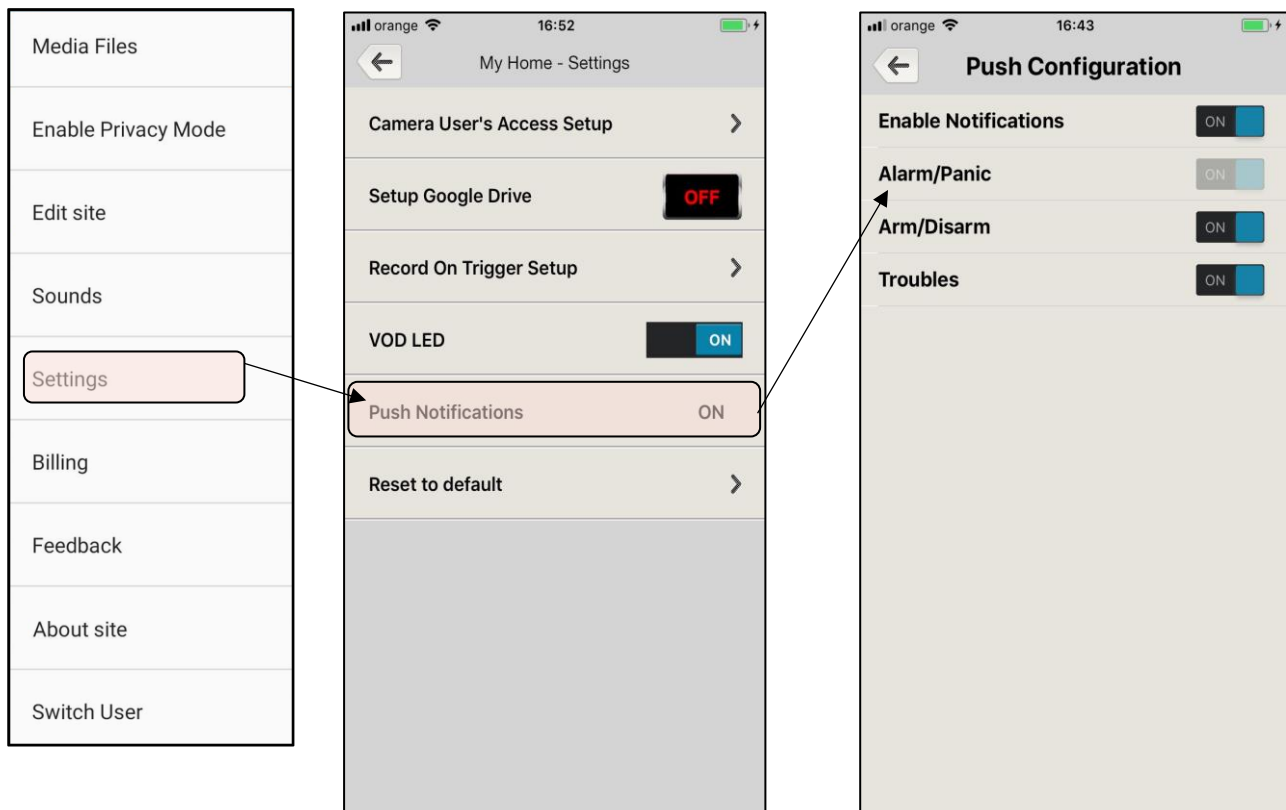 Media Files
Enable Privacy Mode
Edit site
Sounds
Settings
Billing
Feedback
About site
Switch User
orange 16:52
My Home - Settings
Camera User's Access Setup
Setup Google Drive OFF
Record On Trigger Setup
VOD LED ON
Push Notifications ON
Reset to default
orange 16:43
Push Configuration
Enable Notifications ON
Alarm/Panic ON
Arm/Disarm ON
Troubles ON